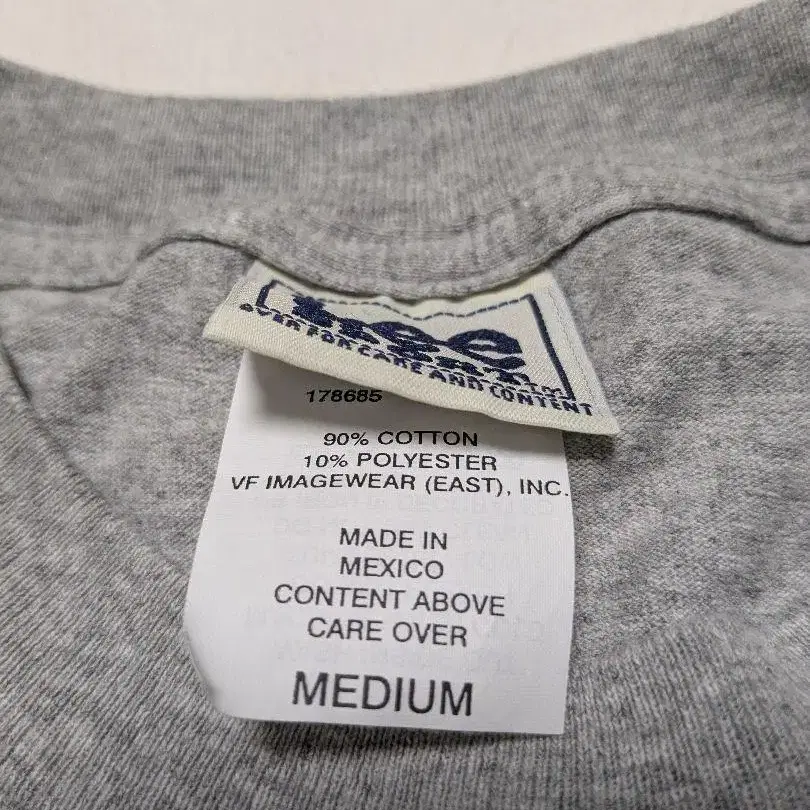 Lee
SPORT™
OVER FOR CARE AND CONTENT
178685
90% COTTON
10% POLYESTER
VF IMAGEWEAR (EAST), INC.
MADE IN
MEXICO
CONTENT ABOVE
CARE OVER
MEDIUM